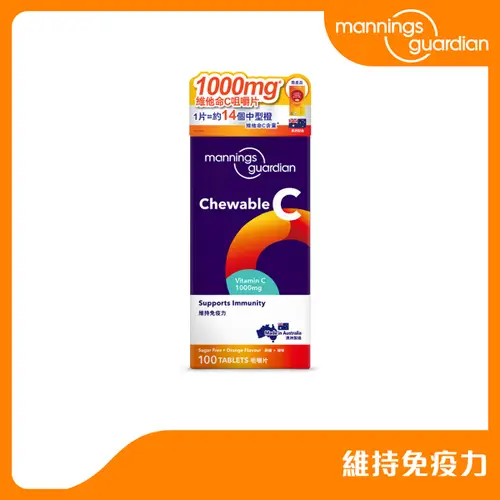 mannings
guardian
1000mg
維他命C咀嚼片
1片=約14個中型橙
維他命C含量
mannings
guardian
Chewable C
Vitamin C
1000mg
Supports Immunity
維持免疫力
Made in Australia
澳洲製造
Sugar Free • Orange Flavour
100 TABLETS 咀嚼片
維持免疫力